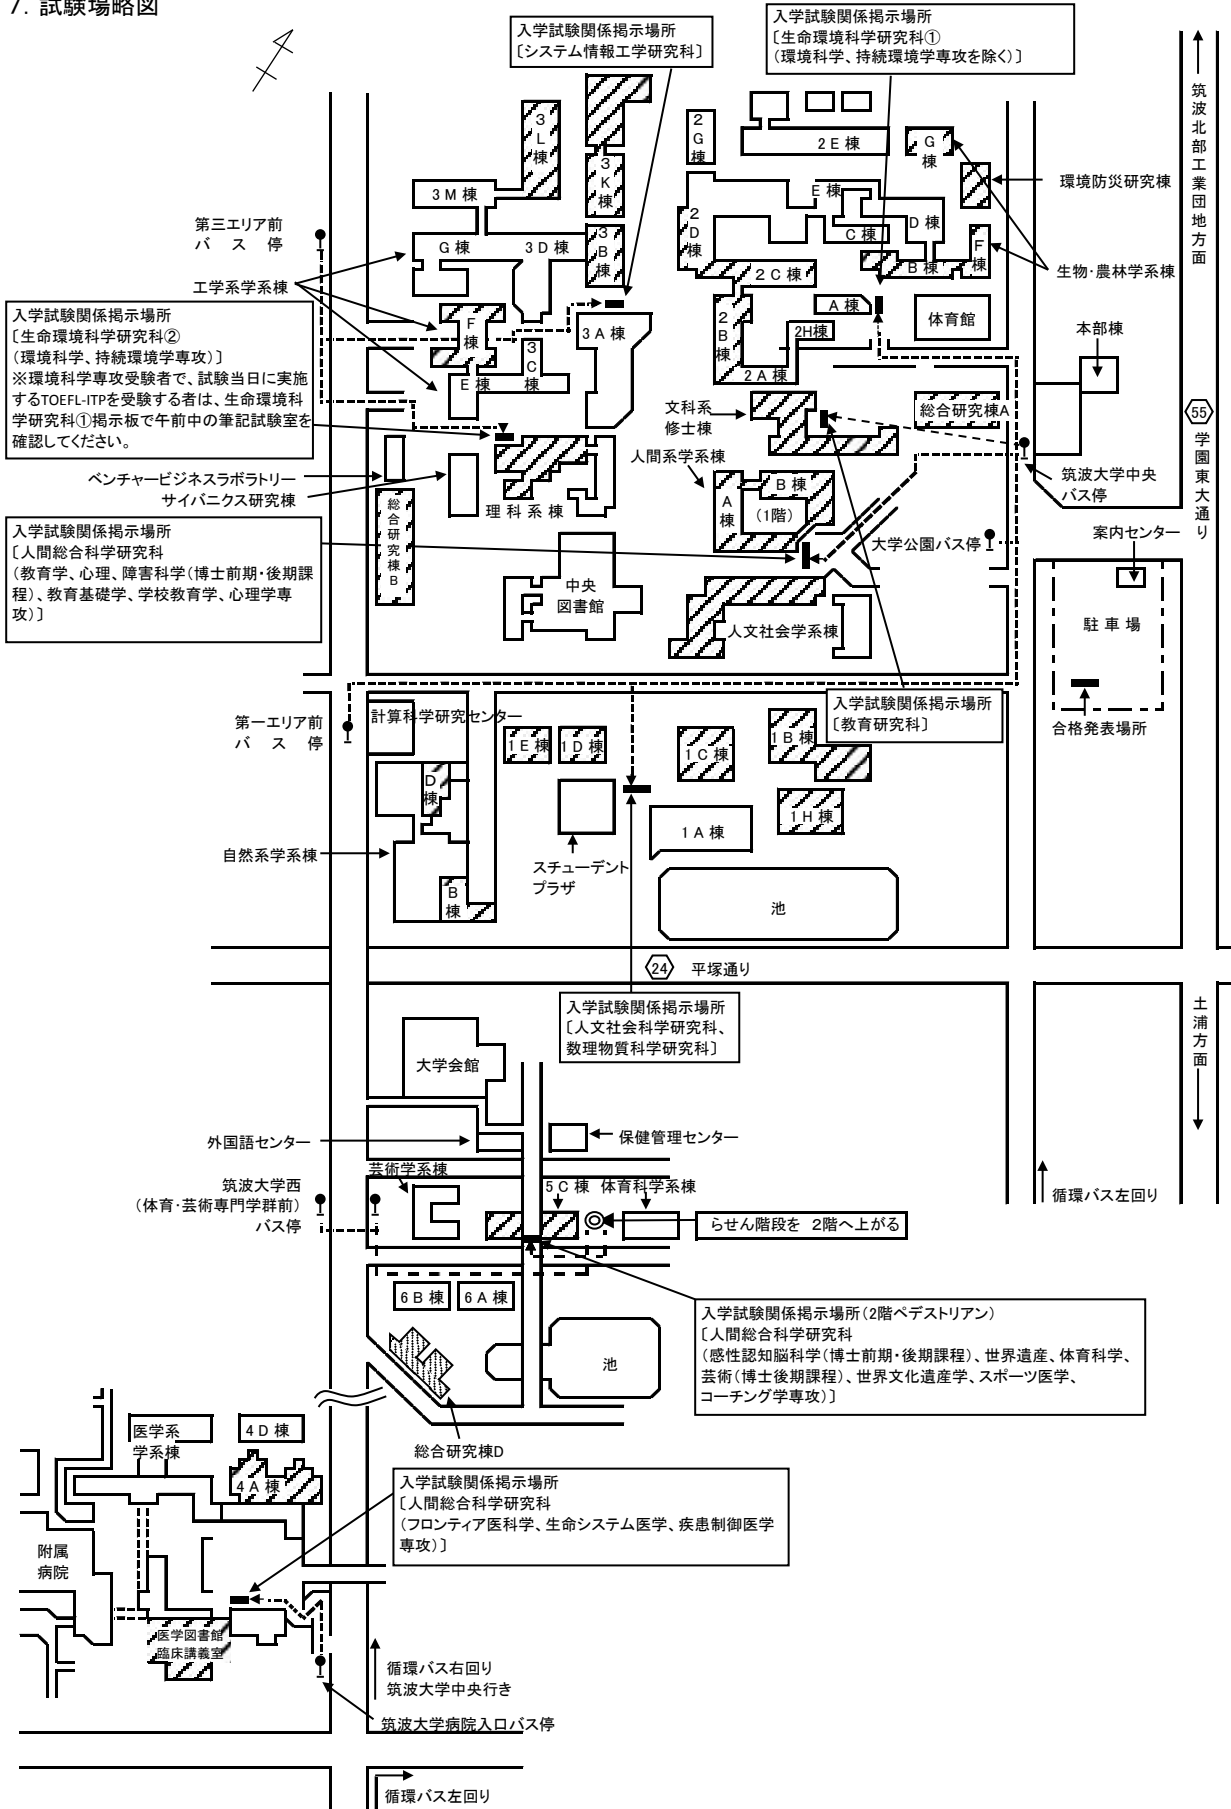 7．試験場略図
入学試験関係掲示場所
〔システム情報工学研究科〕
入学試験関係掲示場所
〔生命環境科学研究科①
（環境科学、持続環境学専攻を除く）〕
筑波北部工業団地方面
3L棟
3K棟
2G棟
2E棟
G棟
環境防災研究棟
3M棟
E棟
D棟
C棟
第三エリア前
バス停
G棟
3D棟
3B棟
2D棟
F棟
B棟
2C棟
生物・農林学系棟
工学系学系棟
入学試験関係掲示場所
〔生命環境科学研究科②
（環境科学、持続環境学専攻）〕
※環境科学専攻受験者で、試験当日に実施
するTOEFL-ITPを受験する者は、生命環境科
学研究科①掲示板で午前中の筆記試験室を
確認してください。
F棟
3A棟
3C棟
E棟
2B棟
A棟
2H棟
2A棟
体育館
本部棟
文科系
修士棟
総合研究棟A
55
学園東大通り
人間系学系棟
筑波大学中央
バス停
ベンチャービジネスラボラトリー
サイバニクス研究棟
理科系棟
A棟
B棟
（1階）
入学試験関係掲示場所
〔人間総合科学研究科
（教育学、心理、障害科学（博士前期・後期課
程）、教育基礎学、学校教育学、心理学専
攻）〕
総合研究棟B
大学公園バス停
案内センター
中央
図書館
人文社会学系棟
駐車場
入学試験関係掲示場所
〔教育研究科〕
合格発表場所
第一エリア前
バス停
計算科学研究センター
1E棟
1D棟
1C棟
1B棟
D棟
1H棟
1A棟
自然系学系棟
スチューデント
プラザ
B棟
池
24
平塚通り
入学試験関係掲示場所
〔人文社会科学研究科、
数理物質科学研究科〕
土浦方面
大学会館
外国語センター
保健管理センター
芸術学系棟
筑波大学西
（体育・芸術専門学群前）
バス停
5C棟
体育科学系棟
循環バス左回り
らせん階段を　2階へ上がる
6B棟
6A棟
入学試験関係掲示場所（2階ペデストリアン）
〔人間総合科学研究科
（感性認知脳科学（博士前期・後期課程）、世界遺産、体育科学、
芸術（博士後期課程）、世界文化遺産学、スポーツ医学、
コーチング学専攻）〕
池
総合研究棟D
医学系
学系棟
4D棟
4A棟
入学試験関係掲示場所
〔人間総合科学研究科
（フロンティア医科学、生命システム医学、疾患制御医学
専攻）〕
附属
病院
医学図書館
臨床講義室
循環バス右回り
筑波大学中央行き
筑波大学病院入口バス停
循環バス左回り